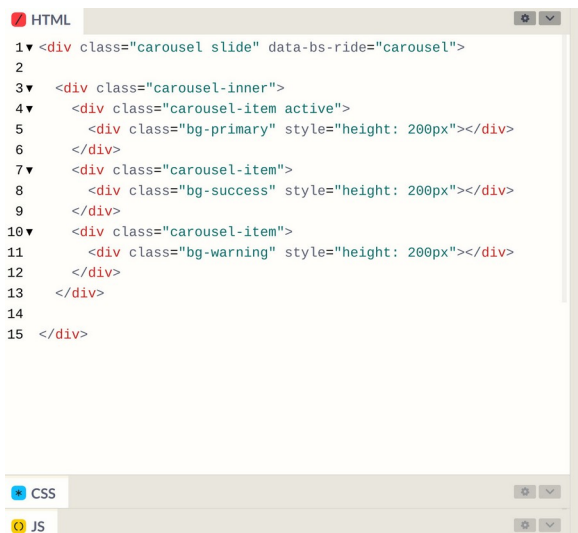 / HTML
1 <div class="carousel slide" data-bs-ride="carousel">
2
3   <div class="carousel-inner">
4     <div class="carousel-item active">
5       <div class="bg-primary" style="height: 200px"></div>
6     </div>
7     <div class="carousel-item">
8       <div class="bg-success" style="height: 200px"></div>
9     </div>
10     <div class="carousel-item">
11       <div class="bg-warning" style="height: 200px"></div>
12     </div>
13   </div>
14
15 </div>
* CSS
() JS